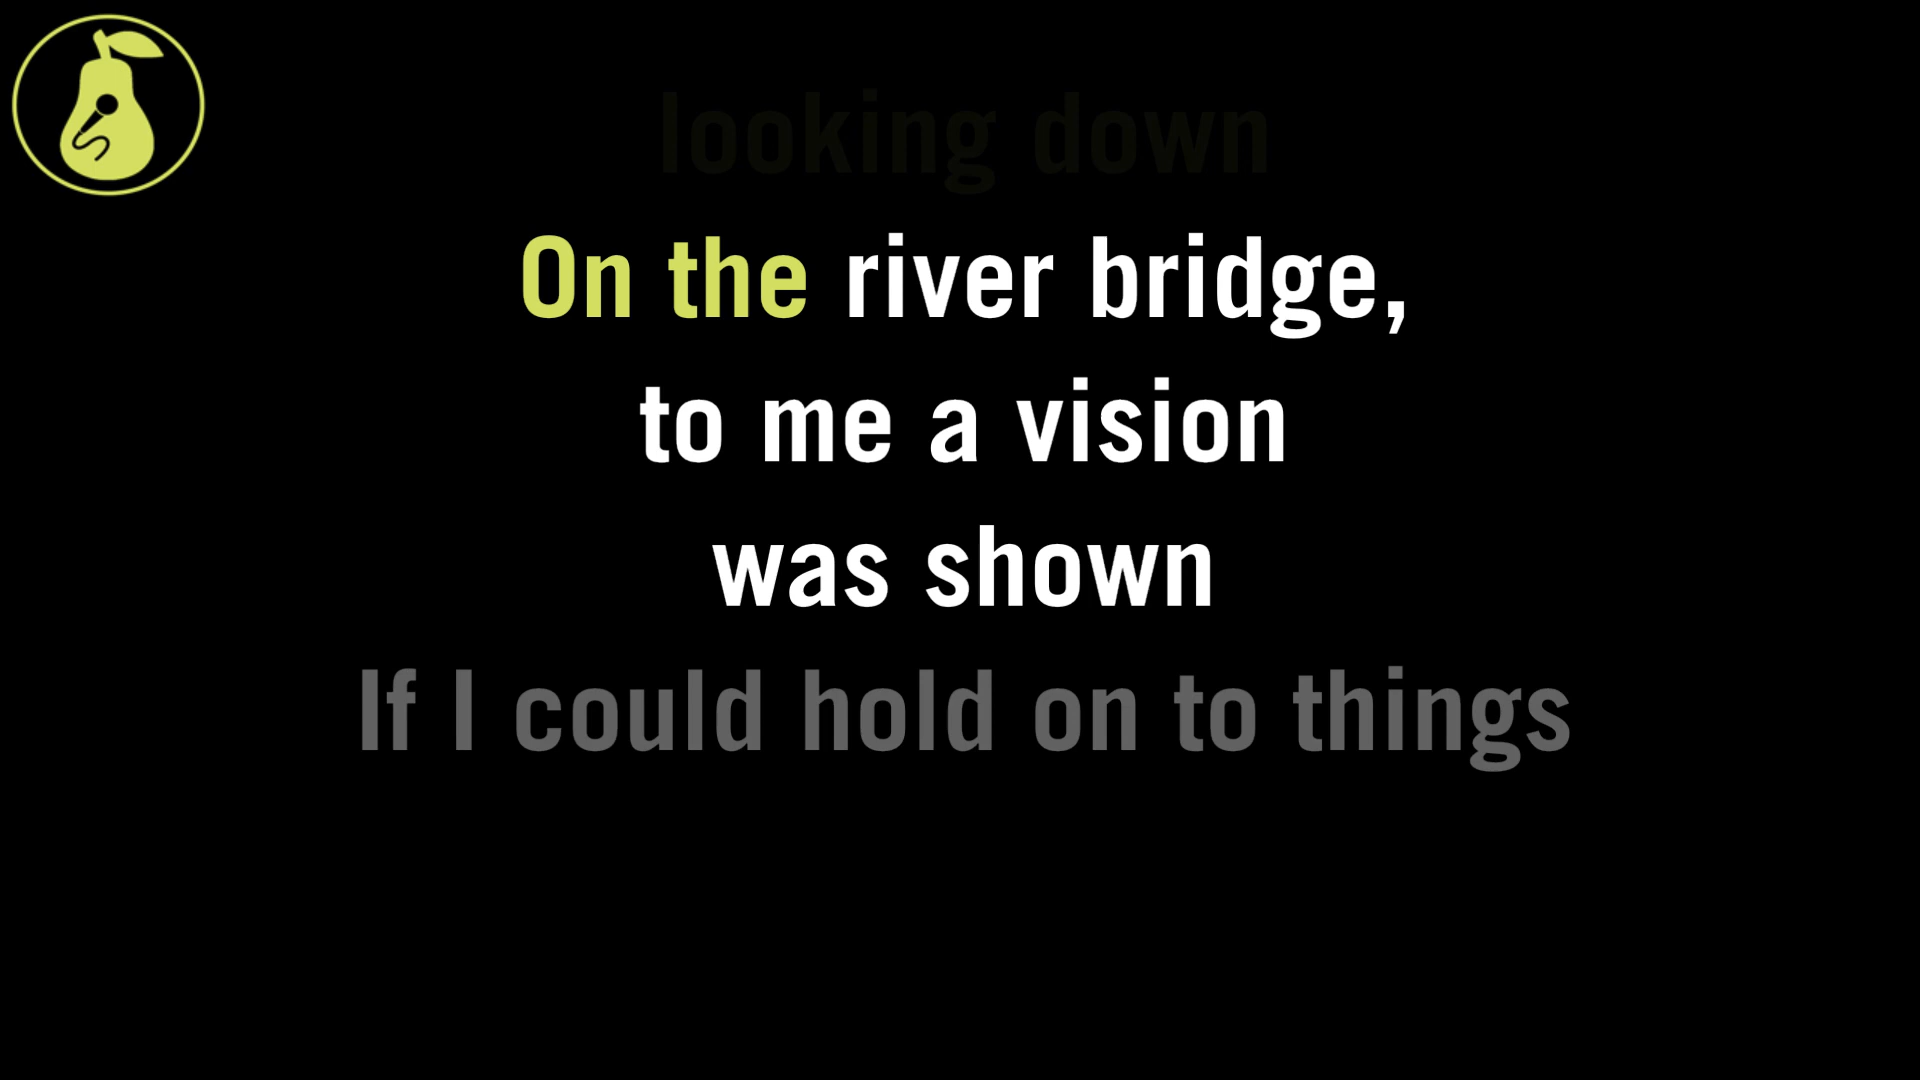 looking down
On the river bridge,
to me a vision
was shown
If I could hold on to things